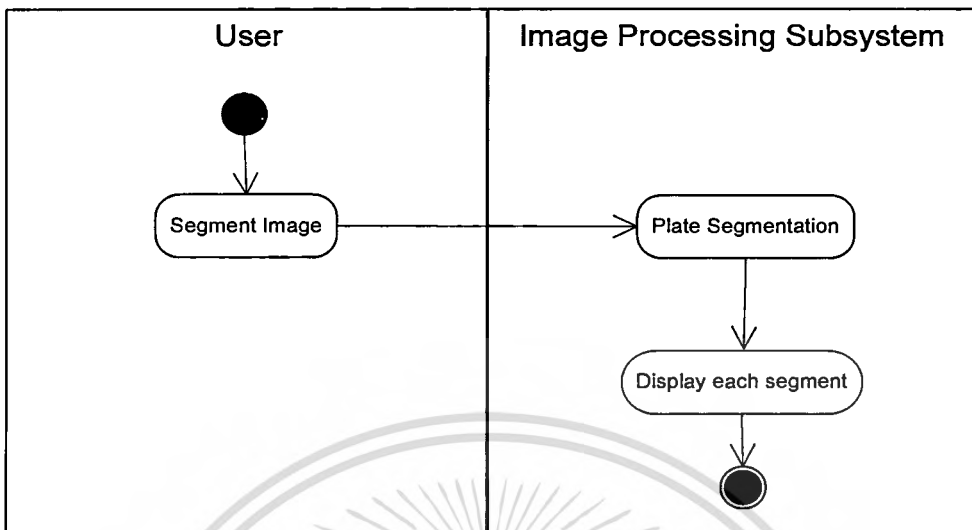 User
Image Processing Subsystem
Segment Image
Plate Segmentation
Display each segment